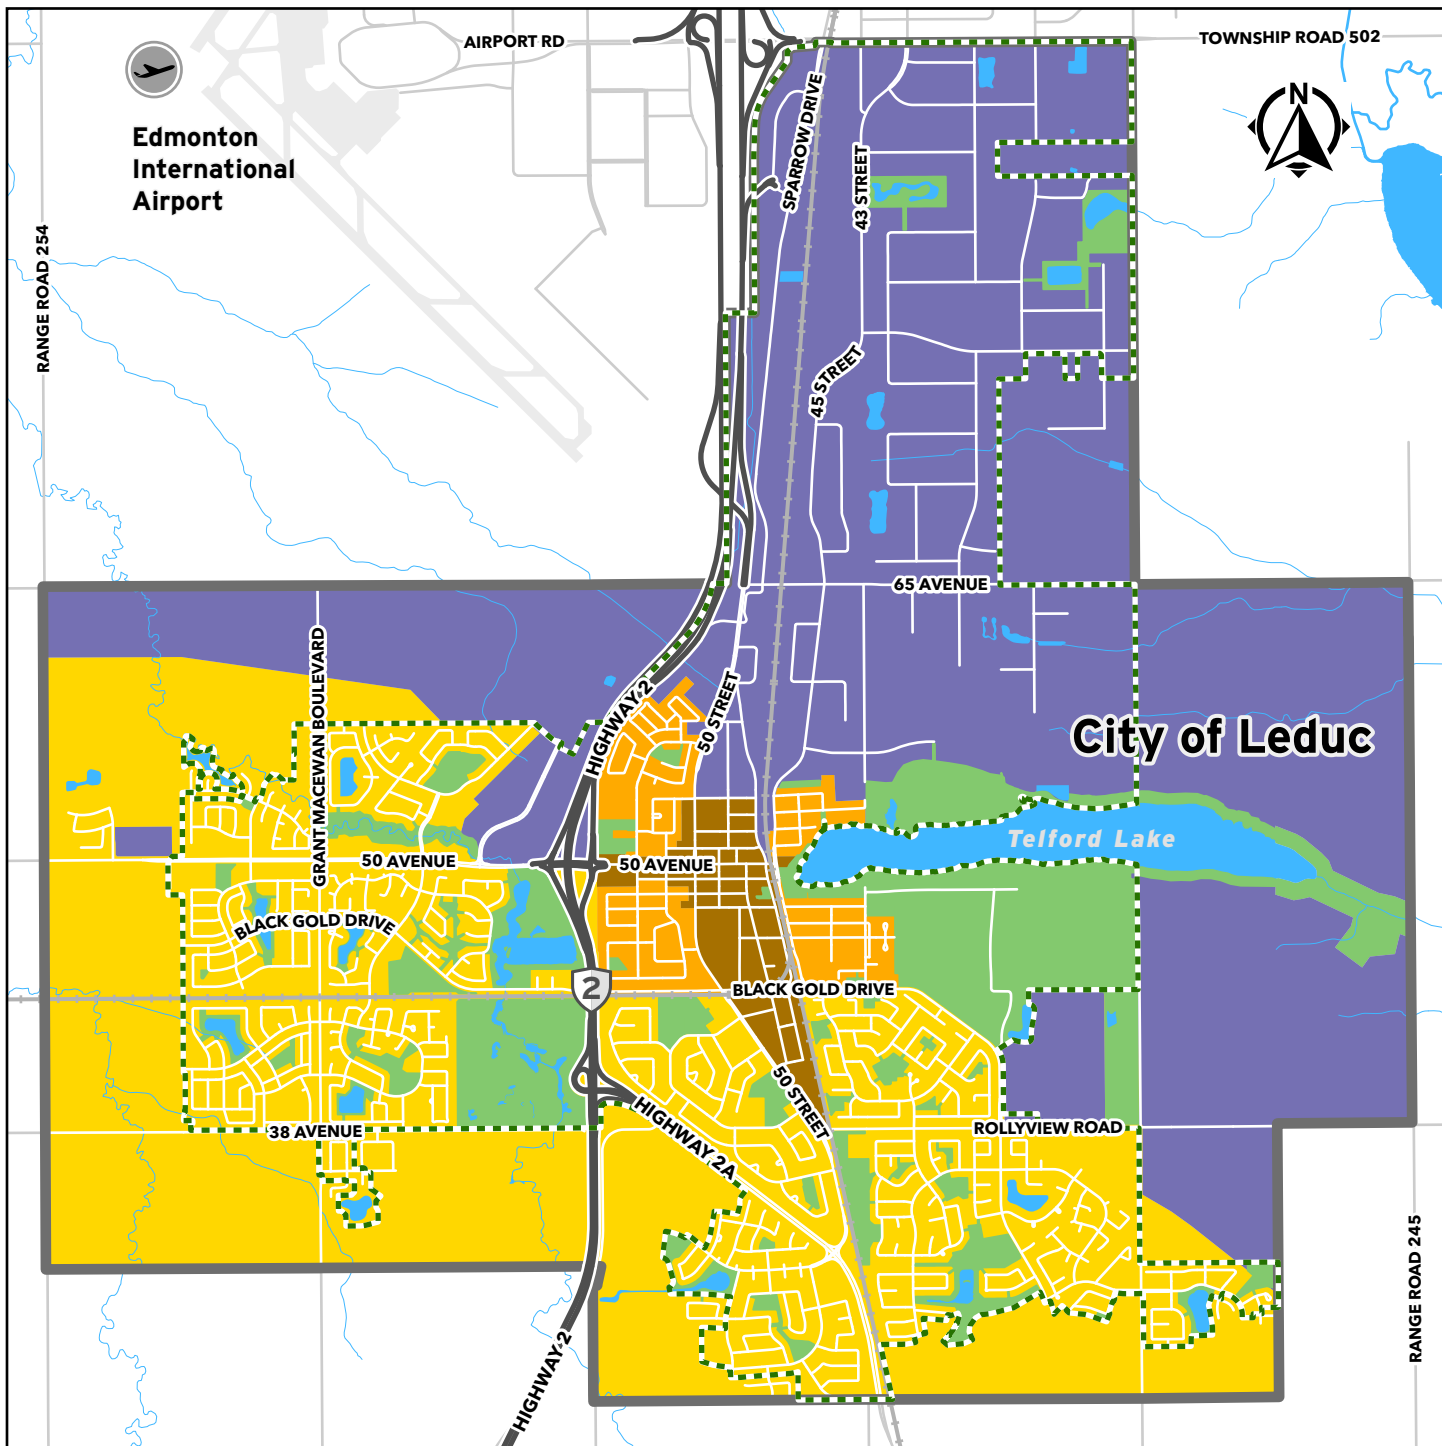 AIRPORT RD
TOWNSHIP ROAD 502
N
Edmonton
International
Airport
SPARROW DRIVE
43 STREET
RANGE ROAD 254
45 STREET
65 AVENUE
GRANT MACEWAN BOULEVARD
HIGHWAY 2
50 STREET
City of Leduc
Telford Lake
50 AVENUE
50 AVENUE
BLACK GOLD DRIVE
2
BLACK GOLD DRIVE
50 STREET
38 AVENUE
HIGHWAY 2A
ROLLYVIEW ROAD
RANGE ROAD 245
HIGHWAY 2